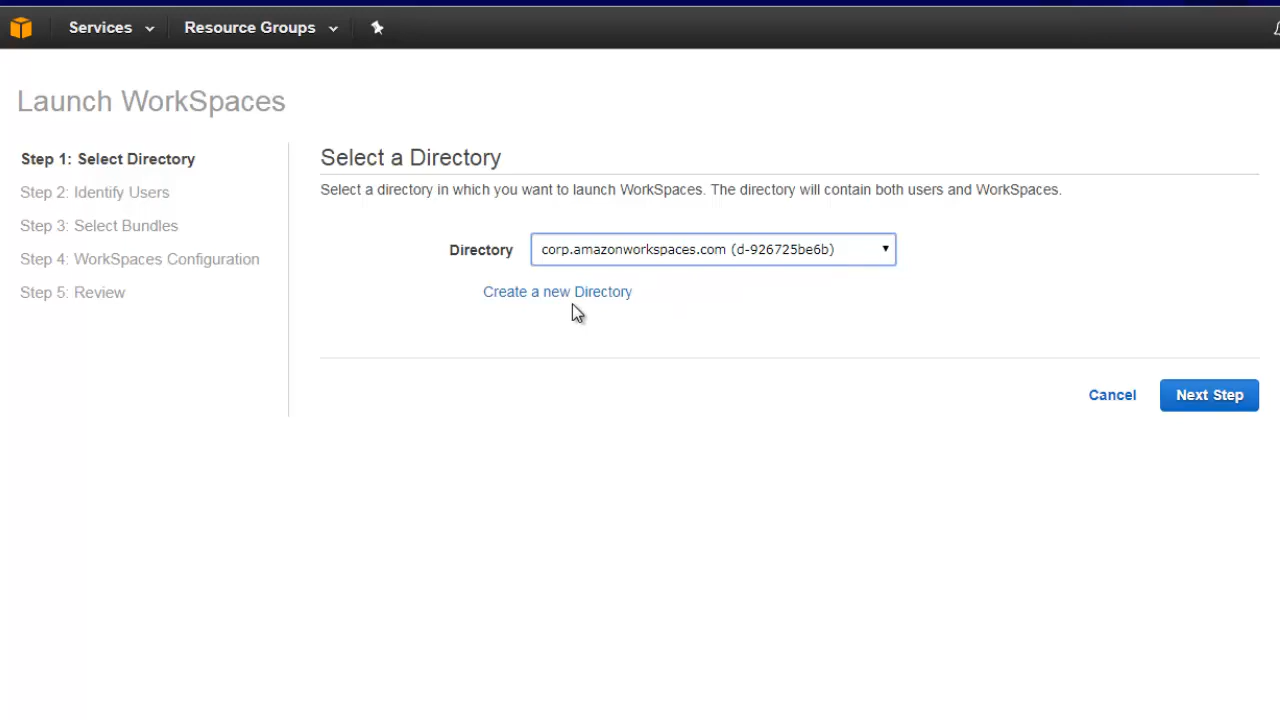 Services Resource Groups
Launch WorkSpaces
Step 1: Select Directory
Step 2: Identify Users
Step 3: Select Bundles
Step 4: WorkSpaces Configuration
Step 5: Review
Select a Directory
Select a directory in which you want to launch WorkSpaces. The directory will contain both users and WorkSpaces.
Directory corp.amazonworkspaces.com (d-926725be6b)
Create a new Directory
Cancel Next Step